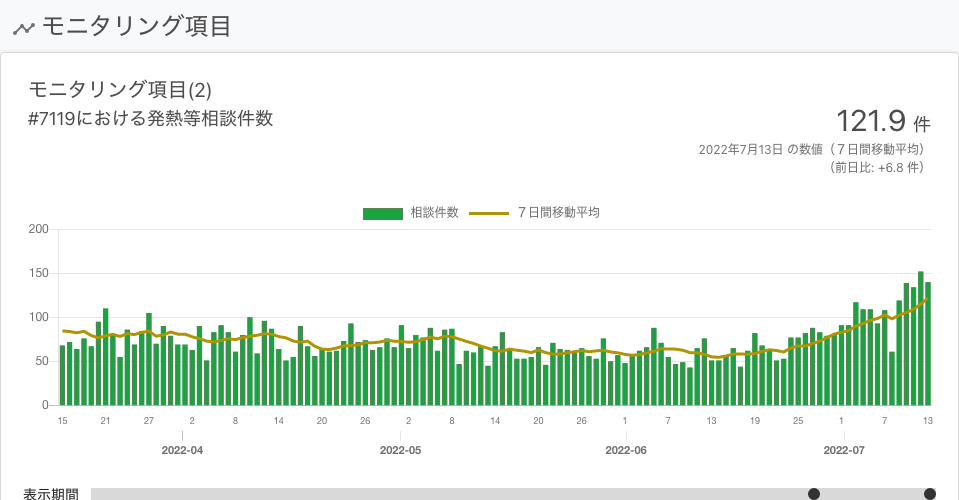 モニタリング項目
モニタリング項目(2)
#7119における発熱等相談件数
121.9 件
2022年7月13日 の数値（７日間移動平均）
（前日比: +6.8 件）
相談件数 ７日間移動平均
200
150
100
50
0
15 21 27 2 8 14 20 26 2 8 14 20 26 1 7 13 19 25 1 7 13
2022-04 2022-05 2022-06 2022-07
表示期間